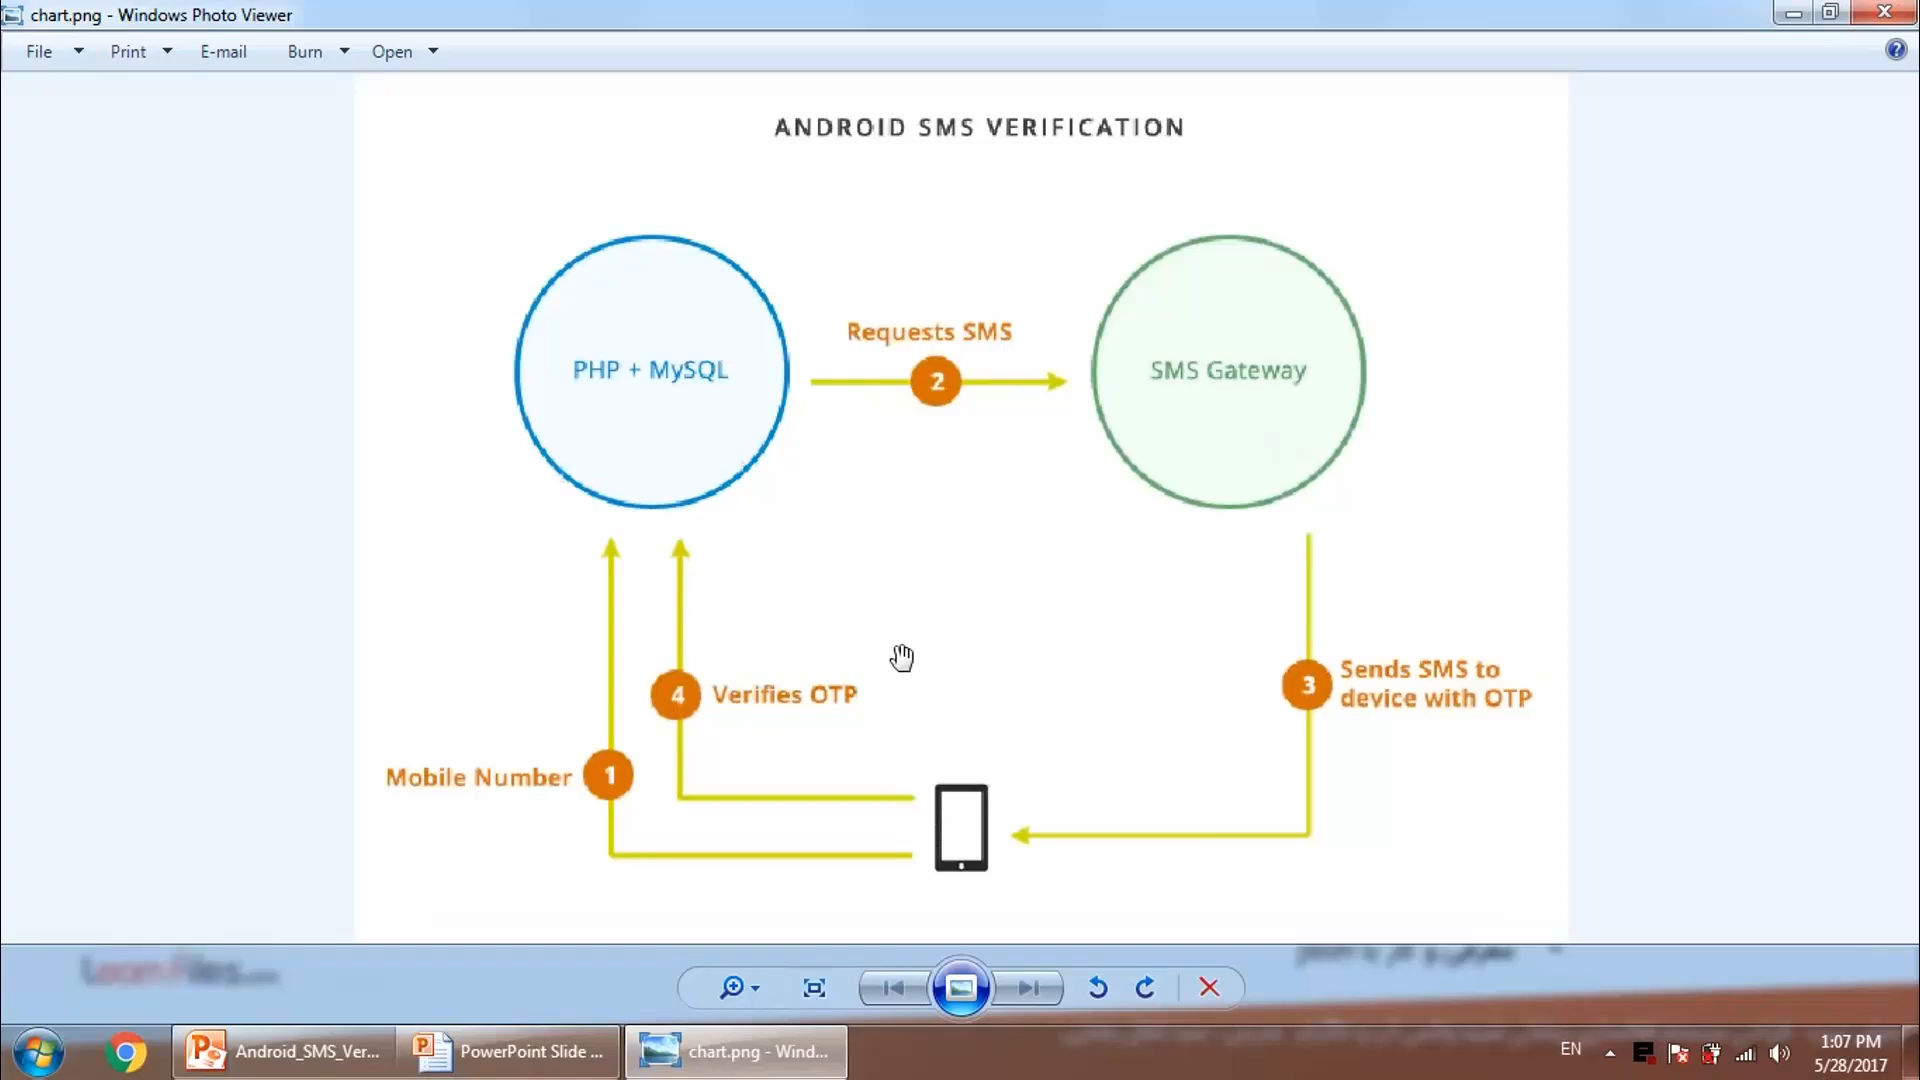 chart.png - Windows Photo Viewer
File Print E-mail Burn Open
ANDROID SMS VERIFICATION
Requests SMS
PHP + MySQL
2
SMS Gateway
Sends SMS to
3
device with OTP
4
Verifies OTP
Mobile Number
1
Android_SMS_Ver...
PowerPoint Slide ...
chart.png - Wind...
EN
1:07 PM
5/28/2017